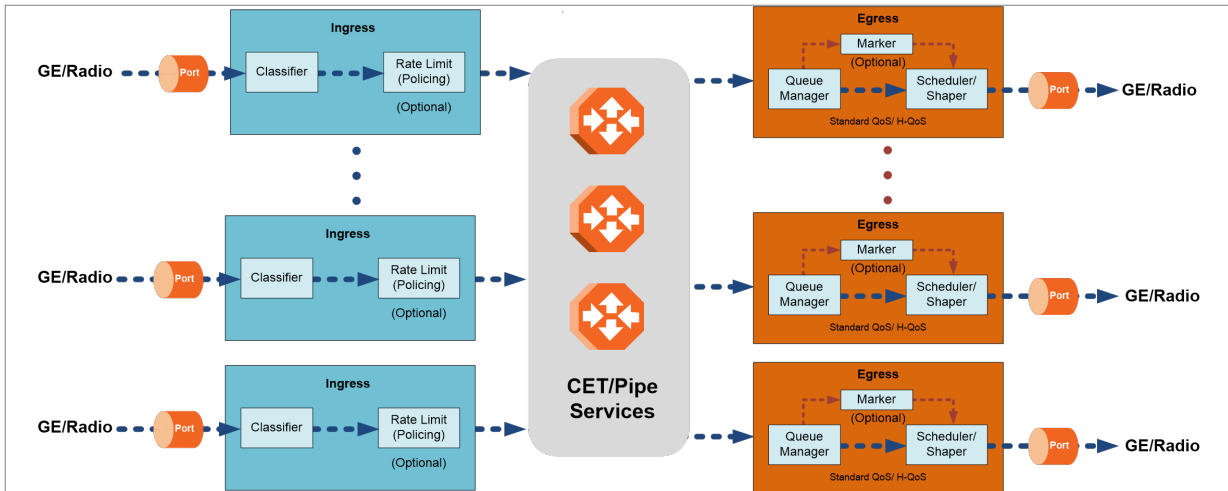 Ingress
GE/Radio
Port
Classifier
Rate Limit
(Policing)
(Optional)
Ingress
GE/Radio
Port
Classifier
Rate Limit
(Policing)
(Optional)
Ingress
GE/Radio
Port
Classifier
Rate Limit
(Policing)
(Optional)
CET/Pipe
Services
Egress
Marker
(Optional)
Queue
Manager
Scheduler/
Shaper
Standard QoS/ H-QoS
Port
GE/Radio
Egress
Marker
(Optional)
Queue
Manager
Scheduler/
Shaper
Standard QoS/ H-QoS
Port
GE/Radio
Egress
Marker
(Optional)
Queue
Manager
Scheduler/
Shaper
Standard QoS/ H-QoS
Port
GE/Radio